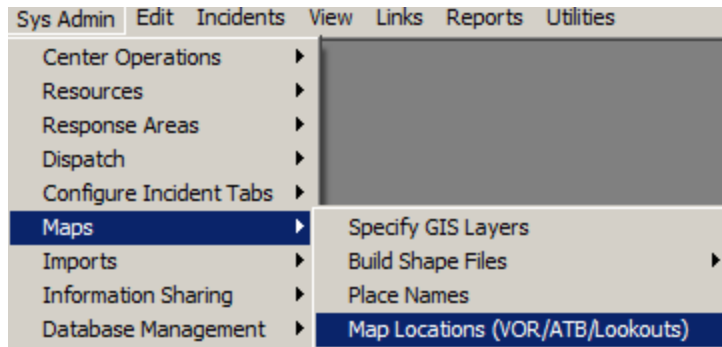 Sys Admin Edit Incidents View Links Reports Utilities
Center Operations
Resources
Response Areas
Dispatch
Configure Incident Tabs
Maps
Imports
Information Sharing
Database Management
Specify GIS Layers
Build Shape Files
Place Names
Map Locations (VOR/ATB/Lookouts)